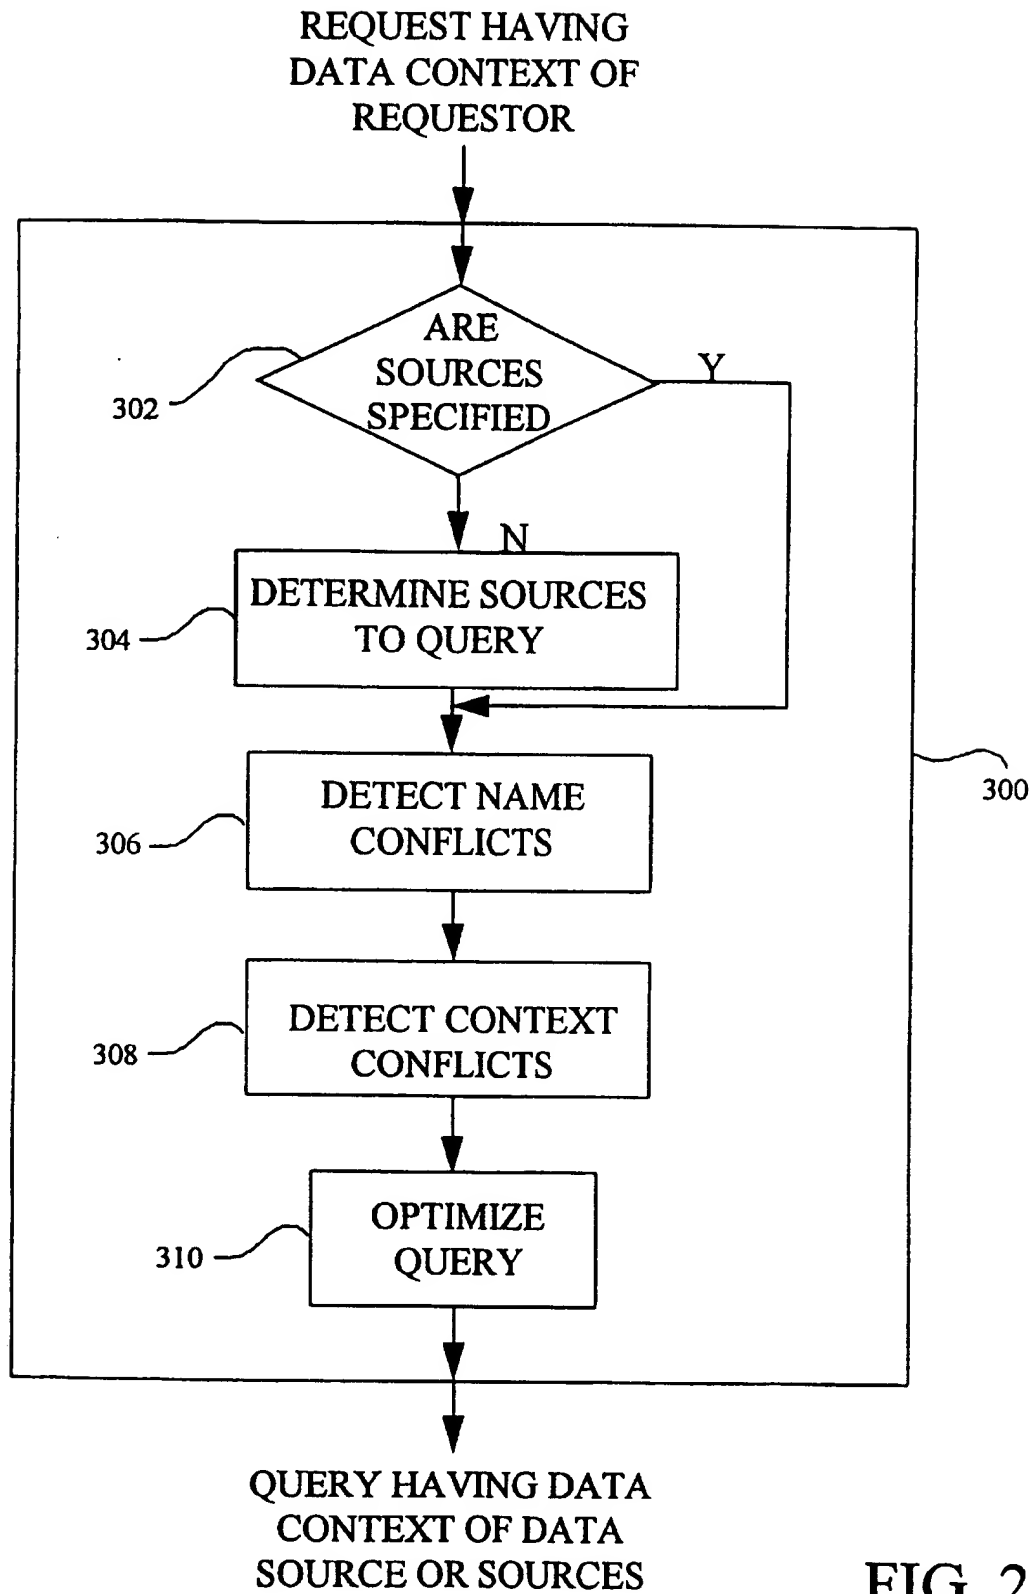 REQUEST HAVING
DATA CONTEXT OF
REQUESTOR
ARE
SOURCES
SPECIFIED
Y
302
N
DETERMINE SOURCES
TO QUERY
304
300
DETECT NAME
CONFLICTS
306
DETECT CONTEXT
CONFLICTS
308
OPTIMIZE
QUERY
310
QUERY HAVING DATA
CONTEXT OF DATA
SOURCE OR SOURCES
FIG. 2